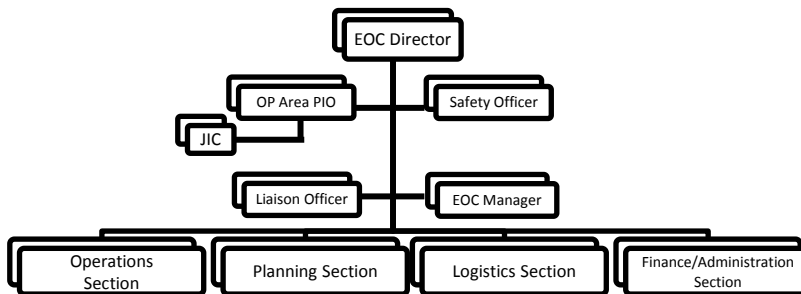 EOC Director
OP Area PIO
Safety Officer
JIC
Liaison Officer
EOC Manager
Operations
Section
Planning Section
Logistics Section
Finance/Administration
Section